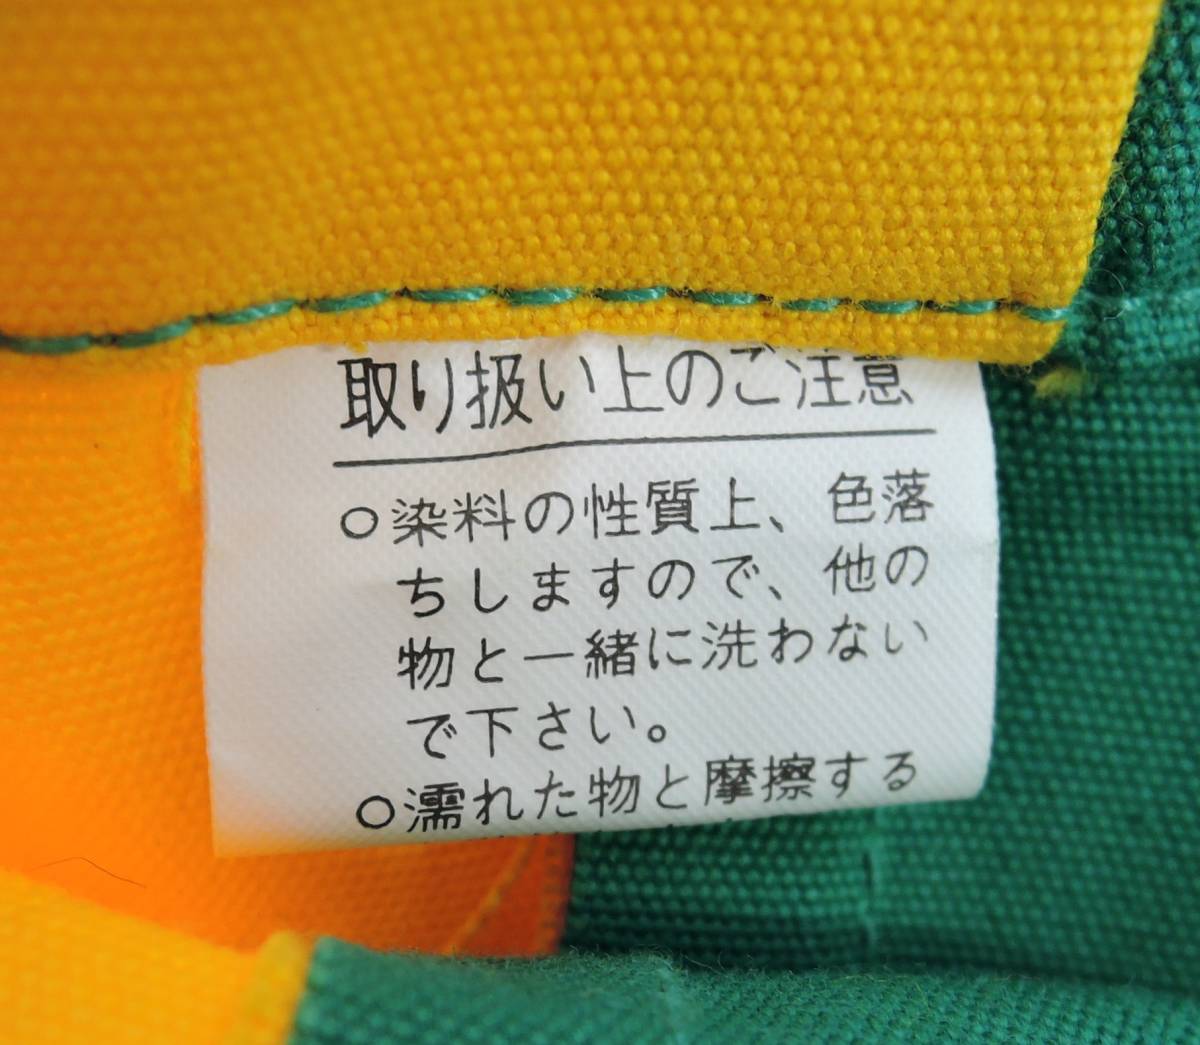 取り扱い上のご注意
○染料の性質上、色落
ちしますので、他の
物と一緒に洗わない
で下さい。
○濡れた物と摩擦する